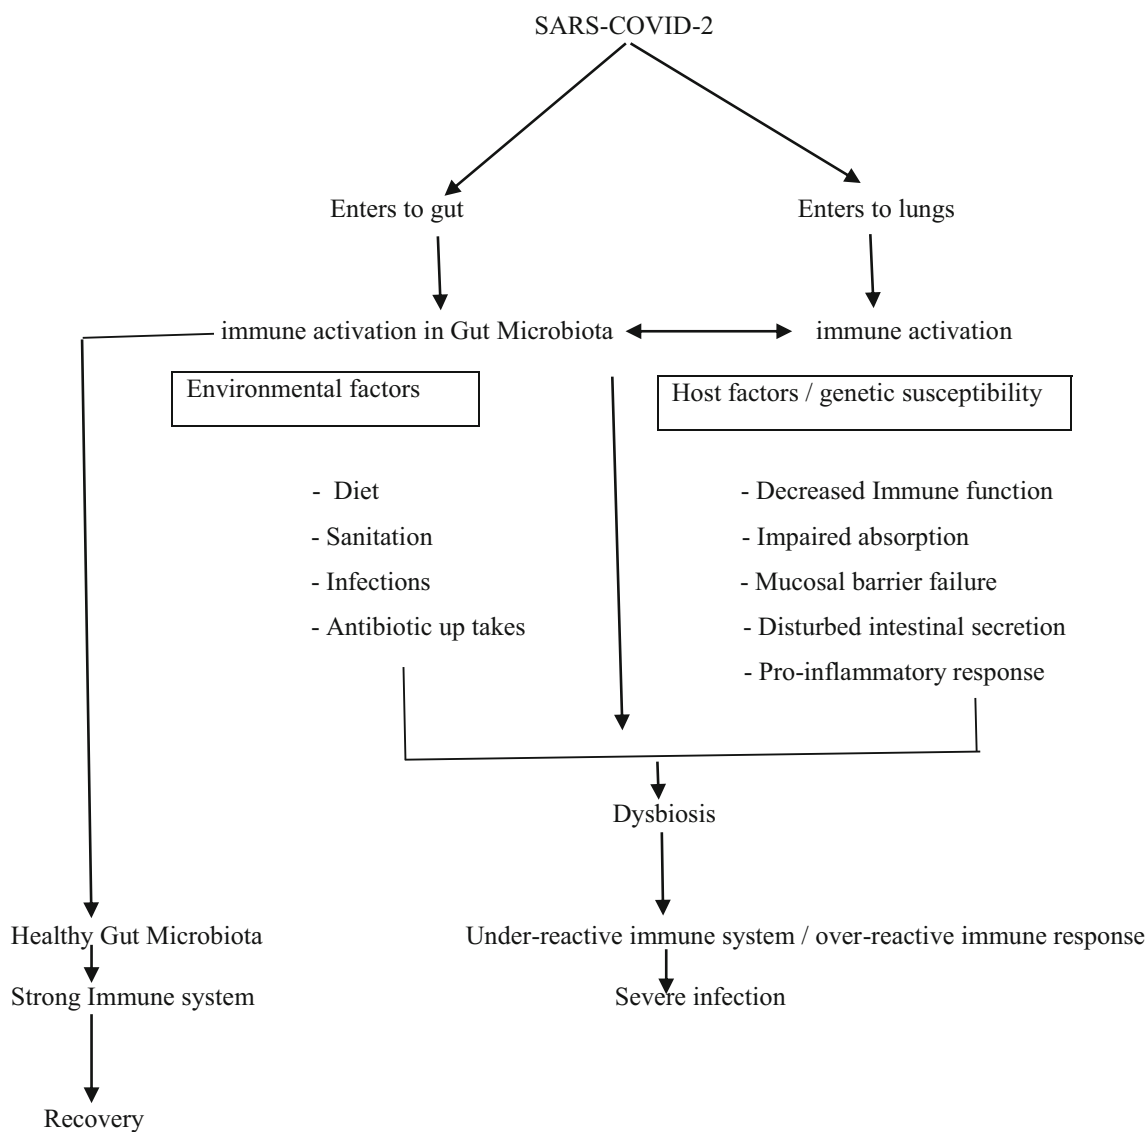 SARS-COVID-2
Enters to gut
Enters to lungs
immune activation in Gut Microbiota
immune activation
Environmental factors
Host factors / genetic susceptibility
- Diet
- Sanitation
- Infections
- Antibiotic up takes
- Decreased Immune function
- Impaired absorption
- Mucosal barrier failure
- Disturbed intestinal secretion
- Pro-inflammatory response
Dysbiosis
Healthy Gut Microbiota
Under-reactive immune system / over-reactive immune response
Strong Immune system
Severe infection
Recovery